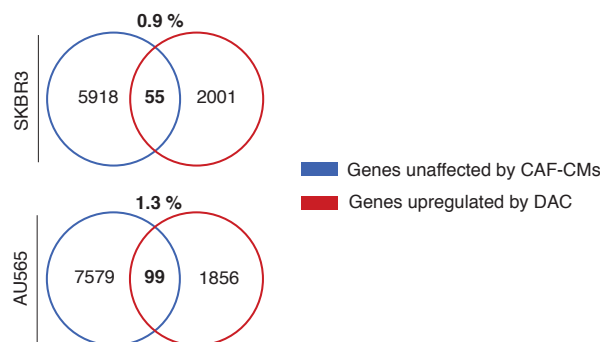 0.9 %
SKBR3
5918
55
2001
Genes unaffected by CAF-CMs
Genes upregulated by DAC
1.3 %
AU565
7579
99
1856